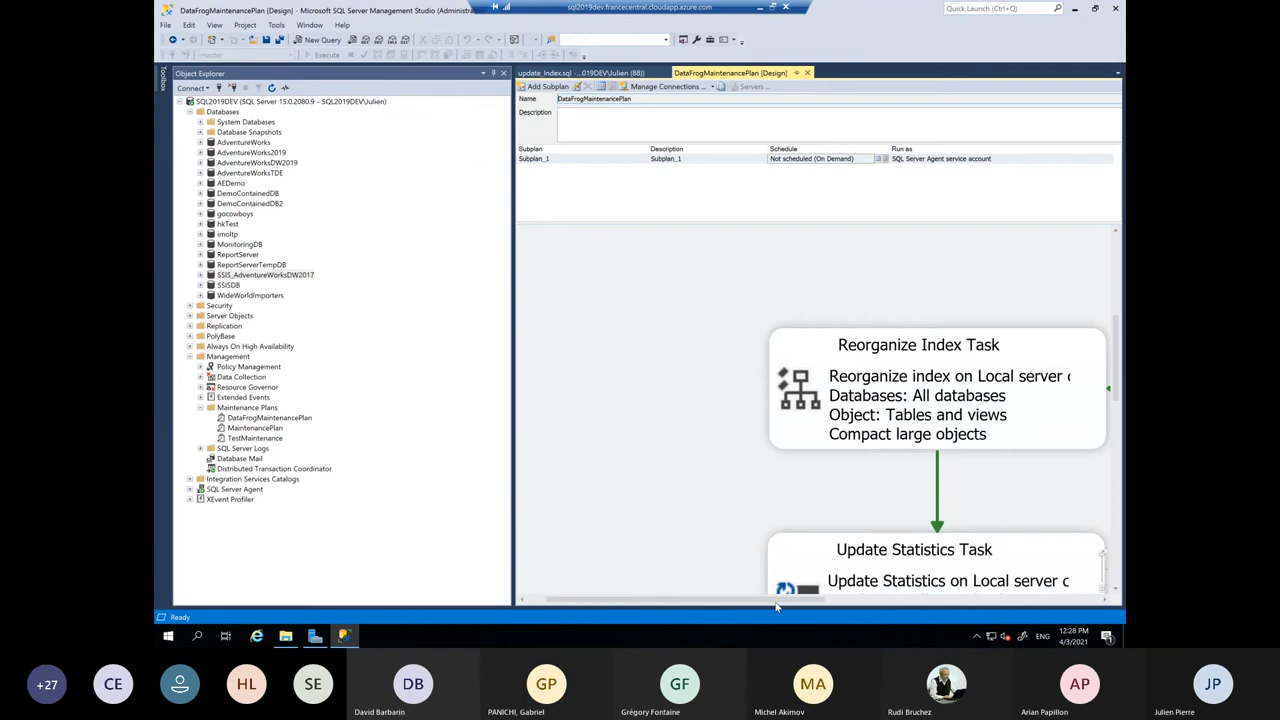 DataFrogMaintenancePlan [Design] - Microsoft SQL Server Management Studio (Administra
sql2019dev.francecentral.cloudapp.azure.com
Quick Launch (Ctrl+Q)
File Edit View Project Tools Window Help
New Query
master
Execute
Toolbox
Object Explorer
update_Index.sql - ...019DEV\Julien (88))
DataFrogMaintenancePlan [Design]
Connect
Add Subplan
Manage Connections...
Servers...
SQL2019DEV (SQL Server 15.0.2080.9 - SQL2019DEV\Julien)
Databases
System Databases
Database Snapshots
AdventureWorks
AdventureWorks2019
AdventureWorksDW2019
AdventureWorksTDE
AEDemo
DemoContainedDB
DemoContainedDB2
gocowboys
hkTest
imoltp
MonitoringDB
ReportServer
ReportServerTempDB
SSIS_AdventureWorksDW2017
SSISDB
WideWorldImporters
Security
Server Objects
Replication
PolyBase
Always On High Availability
Management
Policy Management
Data Collection
Resource Governor
Extended Events
Maintenance Plans
DataFrogMaintenancePlan
MaintenancePlan
TestMaintenance
SQL Server Logs
Database Mail
Distributed Transaction Coordinator
Integration Services Catalogs
SQL Server Agent
XEvent Profiler
Name DataFrogMaintenancePlan
Description
Subplan Description Schedule Run as
Subplan_1 Subplan_1 Not scheduled (On Demand) SQL Server Agent service account
Reorganize Index Task
Reorganize index on Local server c
Databases: All databases
Object: Tables and views
Compact large objects
Update Statistics Task
Update Statistics on Local server c
Ready
ENG
12:28 PM
4/3/2021
+27
CE
HL
SE
DB
David Barbarin
GP
PANICHI, Gabriel
GF
Grégory Fontaine
MA
Michel Akimov
Rudi Bruchez
AP
Arian Papillon
JP
Julien Pierre